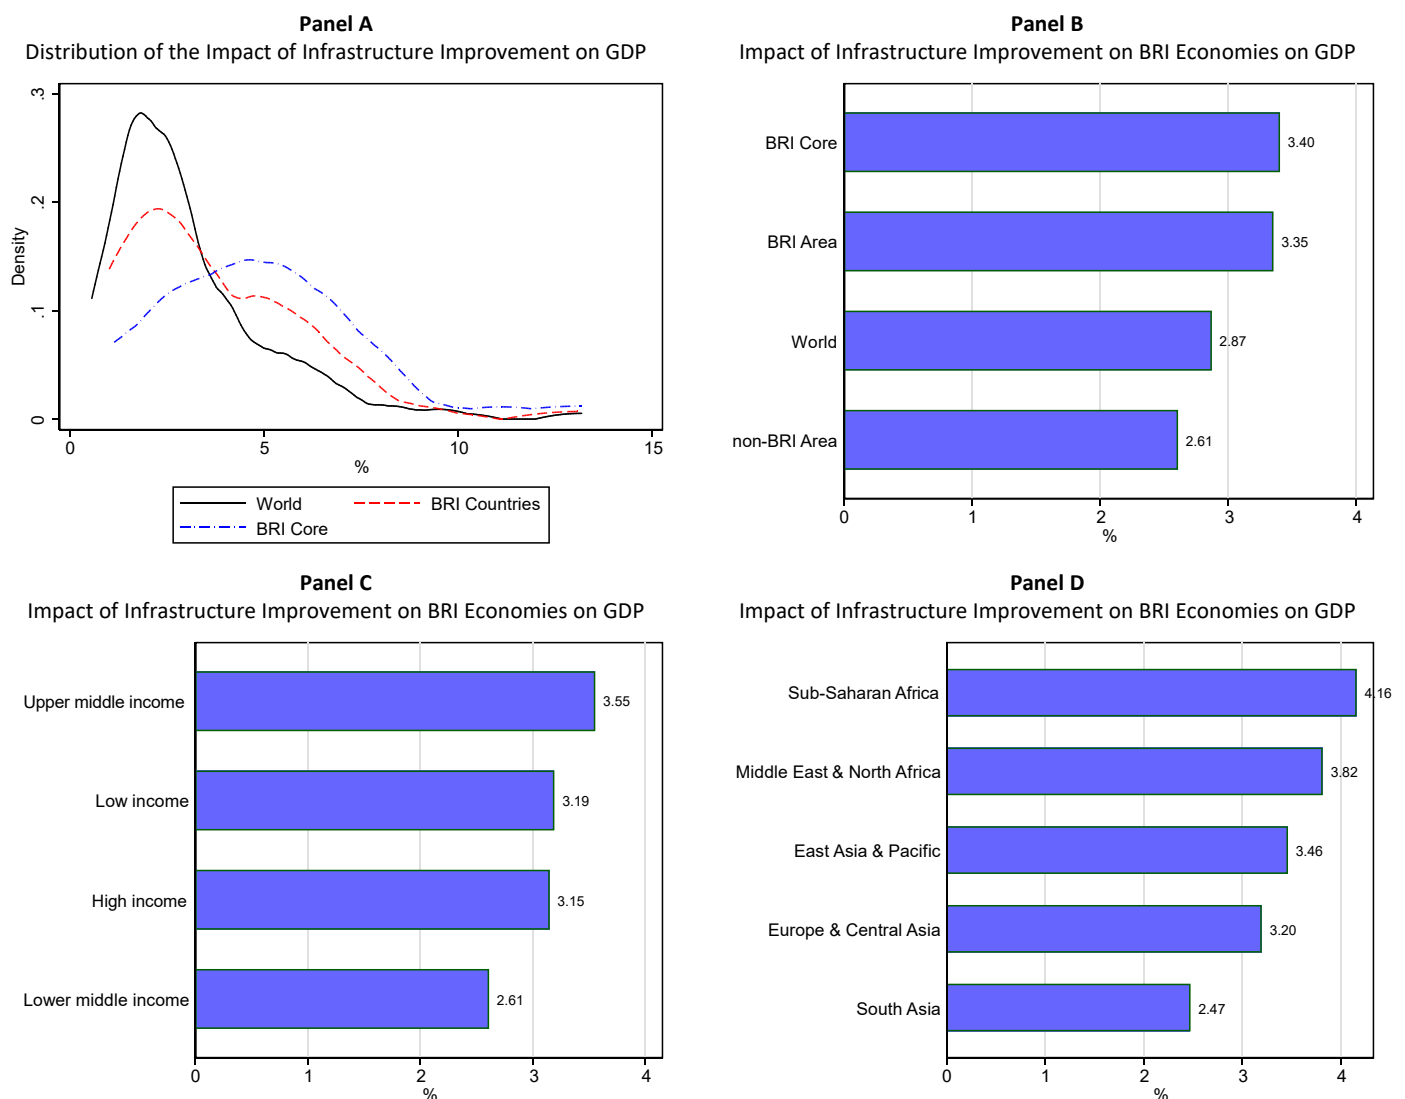 Panel A
Distribution of the Impact of Infrastructure Improvement on GDP
.3
.2
.1
0
Density
0 5 10 15
%
World BRI Countries
BRI Core
Panel B
Impact of Infrastructure Improvement on BRI Economies on GDP
BRI Core 3.40
BRI Area 3.35
World 2.87
non-BRI Area 2.61
0 1 2 3 4
%
Panel C
Impact of Infrastructure Improvement on BRI Economies on GDP
Upper middle income 3.55
Low income 3.19
High income 3.15
Lower middle income 2.61
0 1 2 3 4
%
Panel D
Impact of Infrastructure Improvement on BRI Economies on GDP
Sub-Saharan Africa 4.16
Middle East & North Africa 3.82
East Asia & Pacific 3.46
Europe & Central Asia 3.20
South Asia 2.47
0 1 2 3 4
%